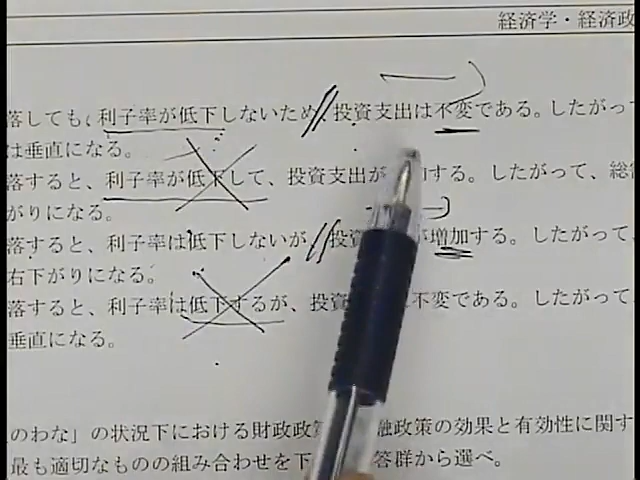 経済学・経済政
落しても、利子率が低下しないため 投資支出は不変である。したがっ
は垂直になる。
落すると、利子率が低下して、投資支出が 加する。したがって、総
がりになる。
落すると、利子率は低下しないが、投資 が増加する。したがって、
右下がりになる。
落すると、利子率は低下するが、投 不変である。したがって
垂直になる。
のわな」の状況下における財政政 融政策の効果と有効性に関す
最も適切なものの組み合わせを下 答群から選べ。